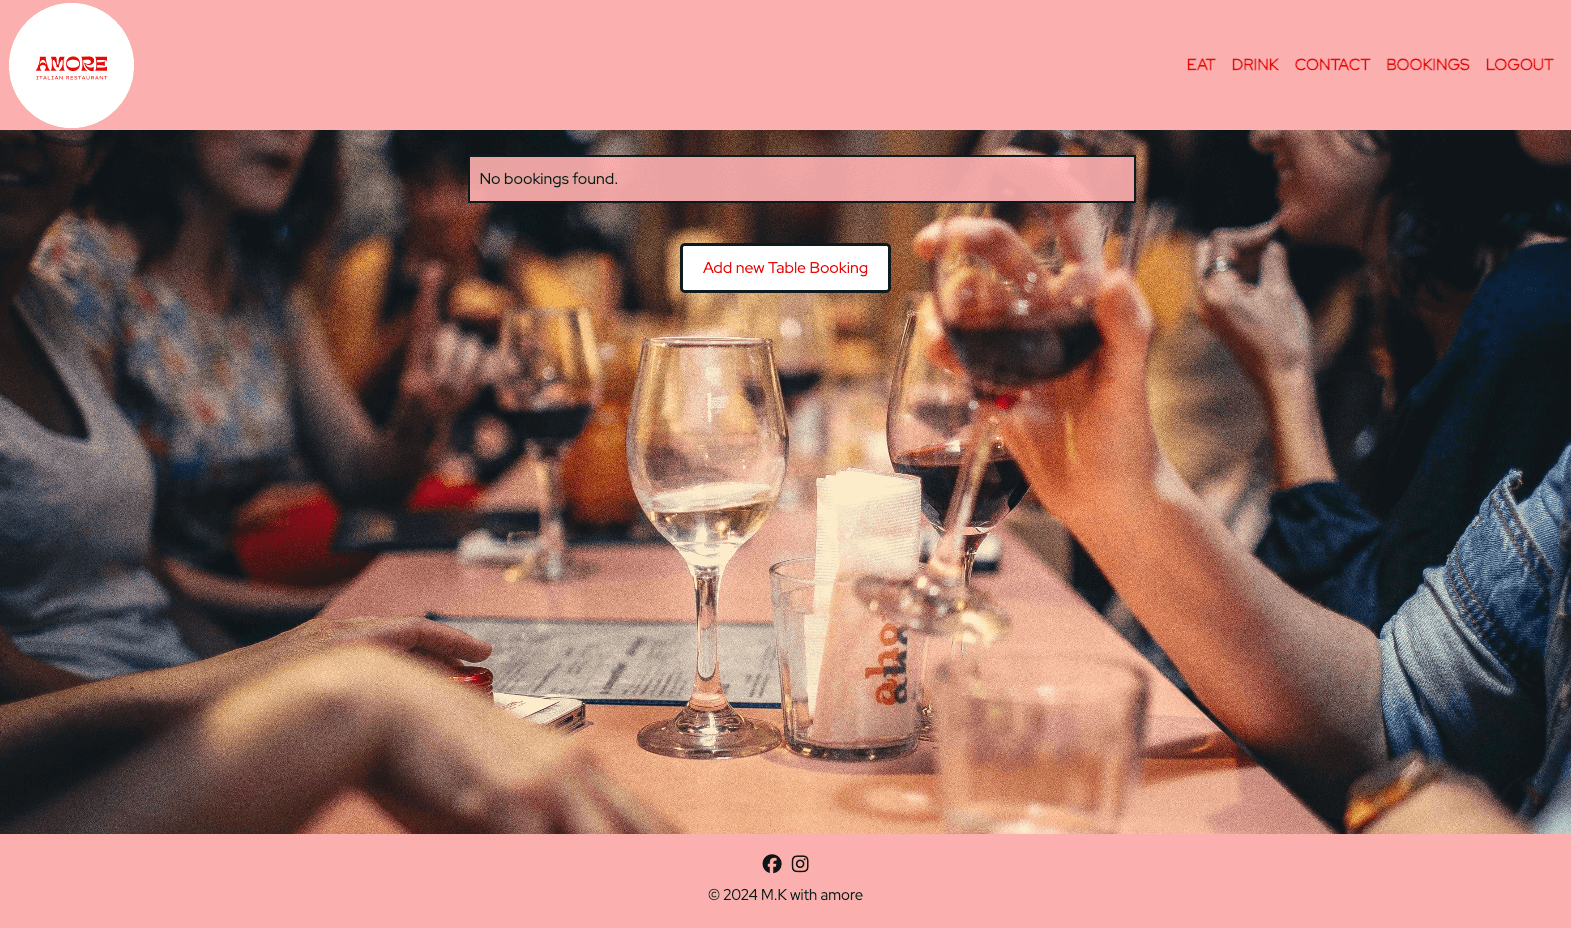 AMORE
ITALIAN RESTAURANT
EAT DRINK CONTACT BOOKINGS LOGOUT
No bookings found.
Add new Table Booking
© 2024 M.K with amore